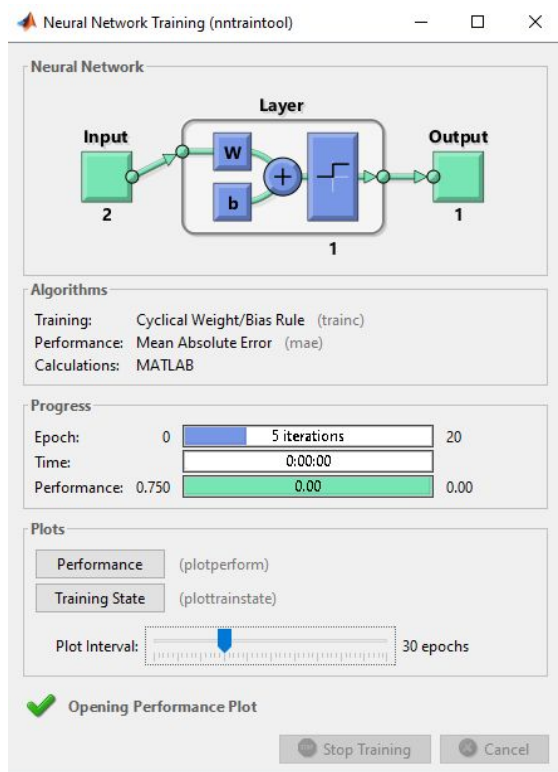 Neural Network Training (nntraintool)
Neural Network
Layer
Input
Output
W
b
+
2
1
1
Algorithms
Training: Cyclical Weight/Bias Rule (trainc)
Performance: Mean Absolute Error (mae)
Calculations: MATLAB
Progress
Epoch: 0 5 iterations 20
Time: 0:00:00
Performance: 0.750 0.00 0.00
Plots
Performance (plotperform)
Training State (plottrainstate)
Plot Interval: 30 epochs
Opening Performance Plot
Stop Training Cancel